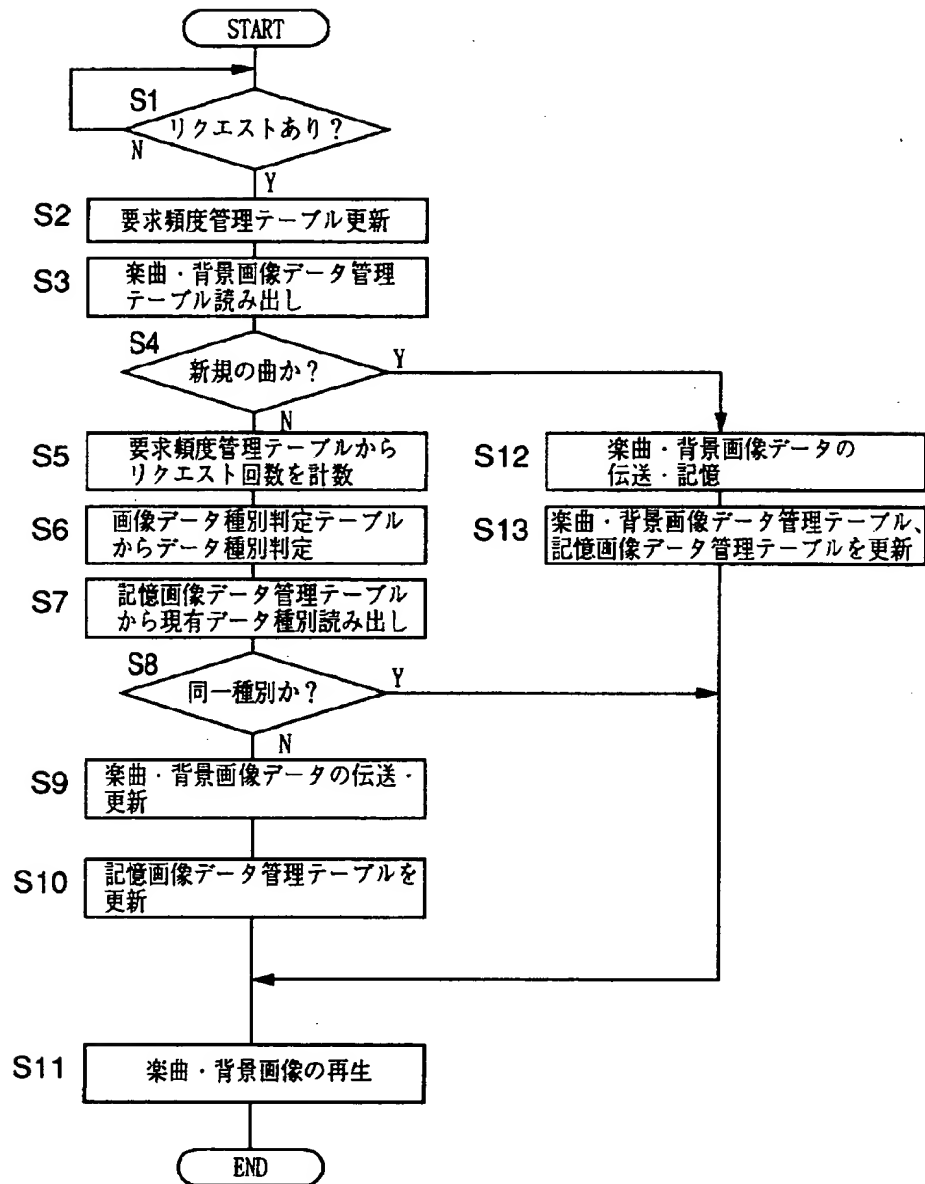 START
S1
リクエストあり？
N
Y
S2
要求頻度管理テーブル更新
S3
楽曲・背景画像データ管理
テーブル読み出し
S4
新規の曲か？
Y
N
S5
要求頻度管理テーブルから
リクエスト回数を計数
S12
楽曲・背景画像データの
伝送・記憶
S6
画像データ種別判定テーブル
からデータ種別判定
S13
楽曲・背景画像データ管理テーブル、
記憶画像データ管理テーブルを更新
S7
記憶画像データ管理テーブル
から現有データ種別読み出し
S8
同一種別か？
Y
N
S9
楽曲・背景画像データの伝送・
更新
S10
記憶画像データ管理テーブルを
更新
S11
楽曲・背景画像の再生
END